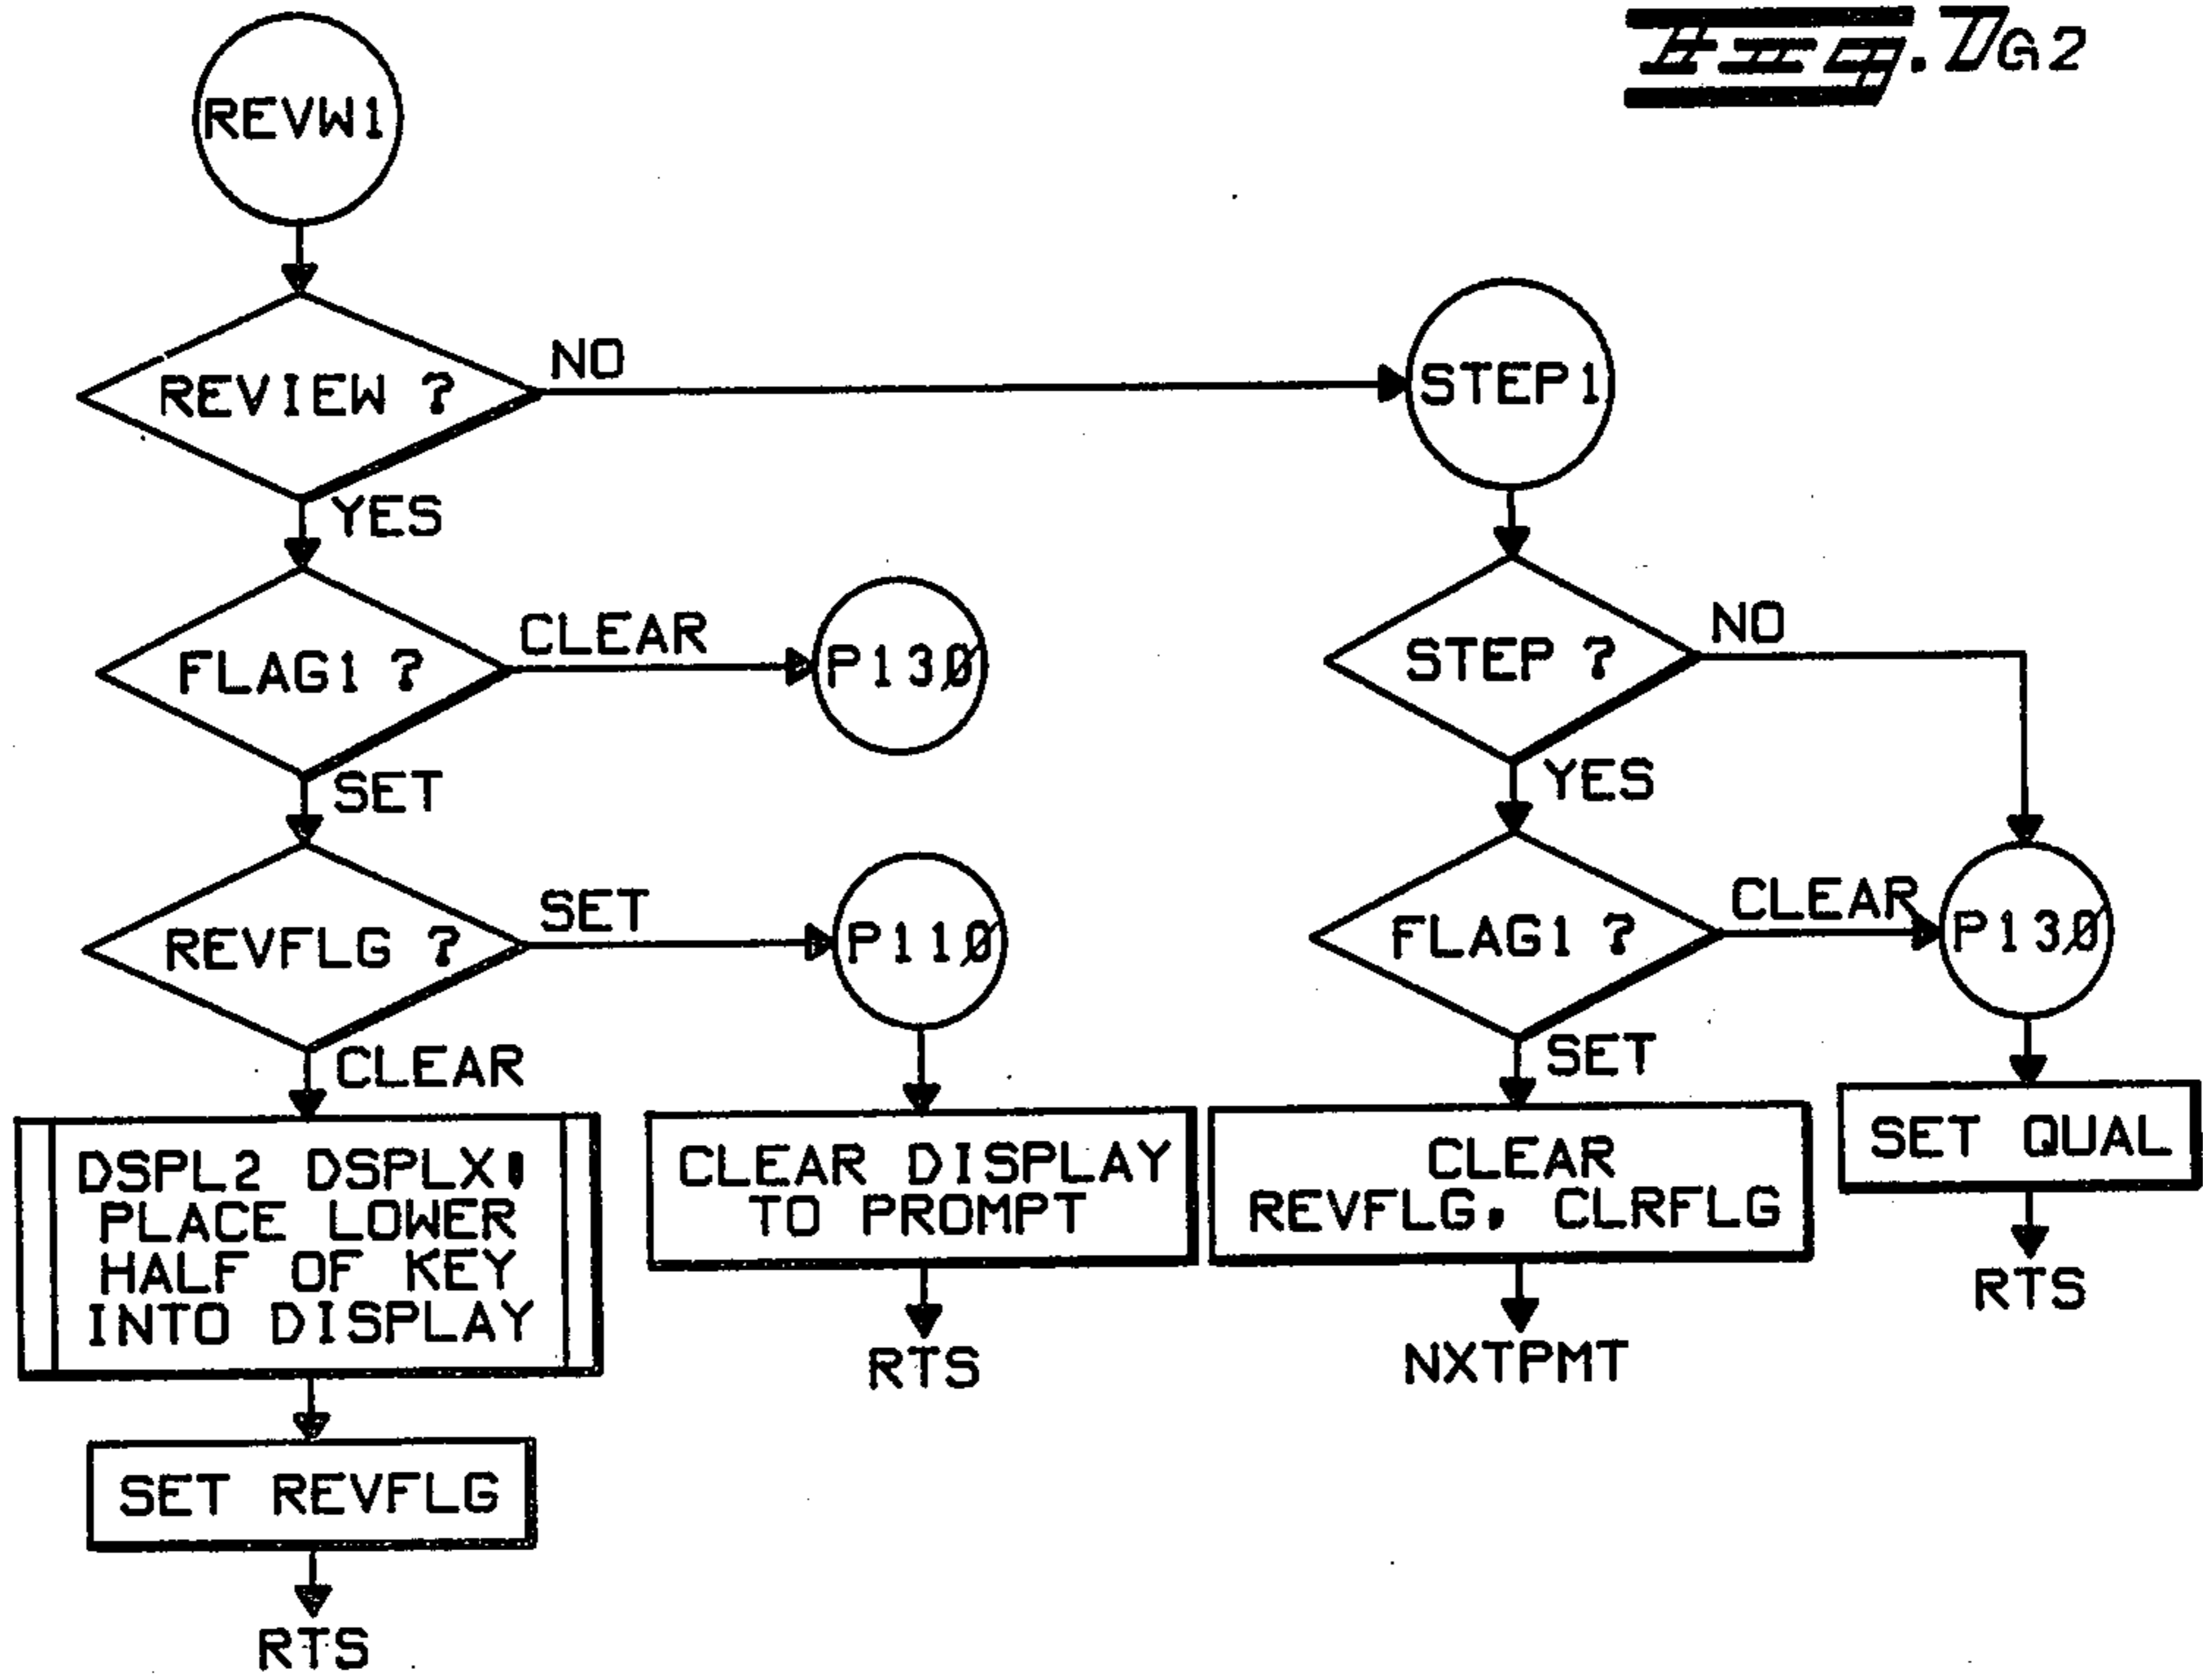 Fig. DG2
REVW1
REVIEW ?
NO
STEP1
YES
FLAG1 ?
CLEAR
P130
STEP ?
NO
SET
YES
REVFLG ?
SET
P110
FLAG1 ?
CLEAR
P130
CLEAR
SET
DSPL2 DSPLX:
PLACE LOWER
HALF OF KEY
INTO DISPLAY
CLEAR DISPLAY
TO PROMPT
CLEAR
REVFLG, CLRFLG
SET QUAL
RTS
NXTPMT
RTS
SET REVFLG
RTS